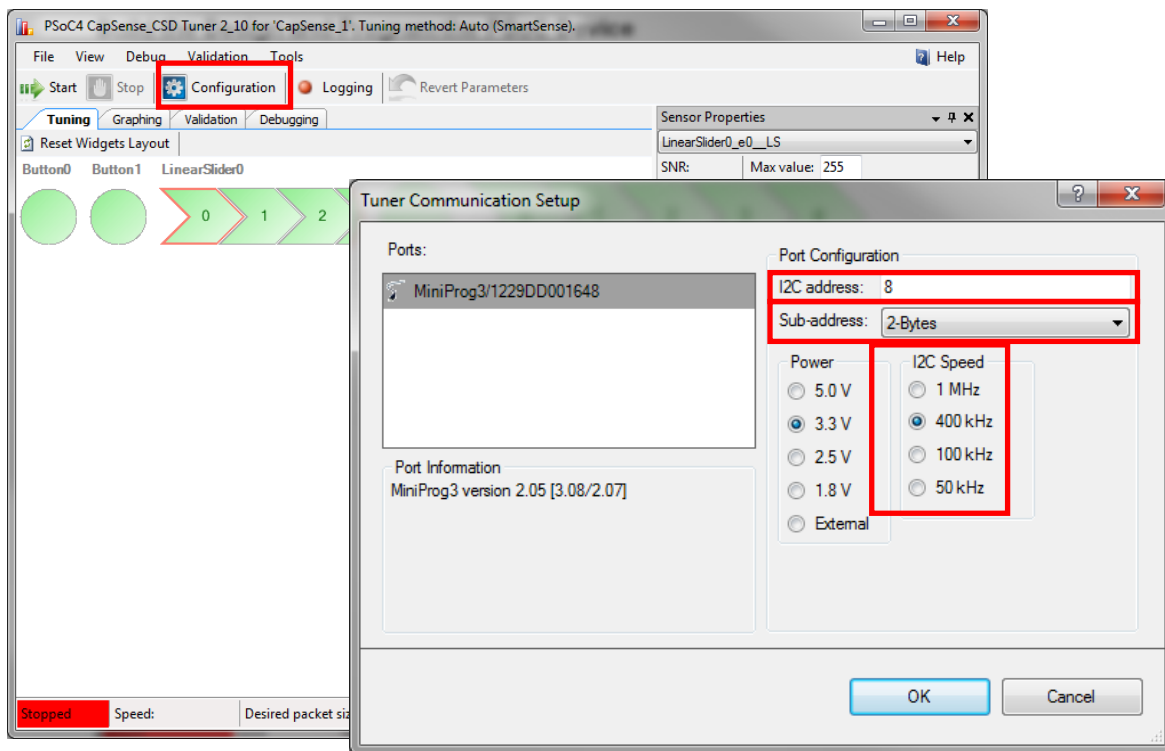 PSoC4 CapSense_CSD Tuner 2_10 for 'CapSense_1'. Tuning method: Auto (SmartSense).
File View Debug Validation Tools Help
Start Stop Configuration Logging Revert Parameters
Tuning Graphing Validation Debugging
Reset Widgets Layout
Button0 Button1 LinearSlider0
0 1 2
Sensor Properties
LinearSlider0_e0__LS
SNR: Max value: 255
Tuner Communication Setup
Ports:
MiniProg3/1229DD001648
Port Information
MiniProg3 version 2.05 [3.08/2.07]
Port Configuration
I2C address: 8
Sub-address: 2-Bytes
Power
5.0 V
3.3 V
2.5 V
1.8 V
External
I2C Speed
1 MHz
400 kHz
100 kHz
50 kHz
OK Cancel
Stopped Speed: Desired packet siz